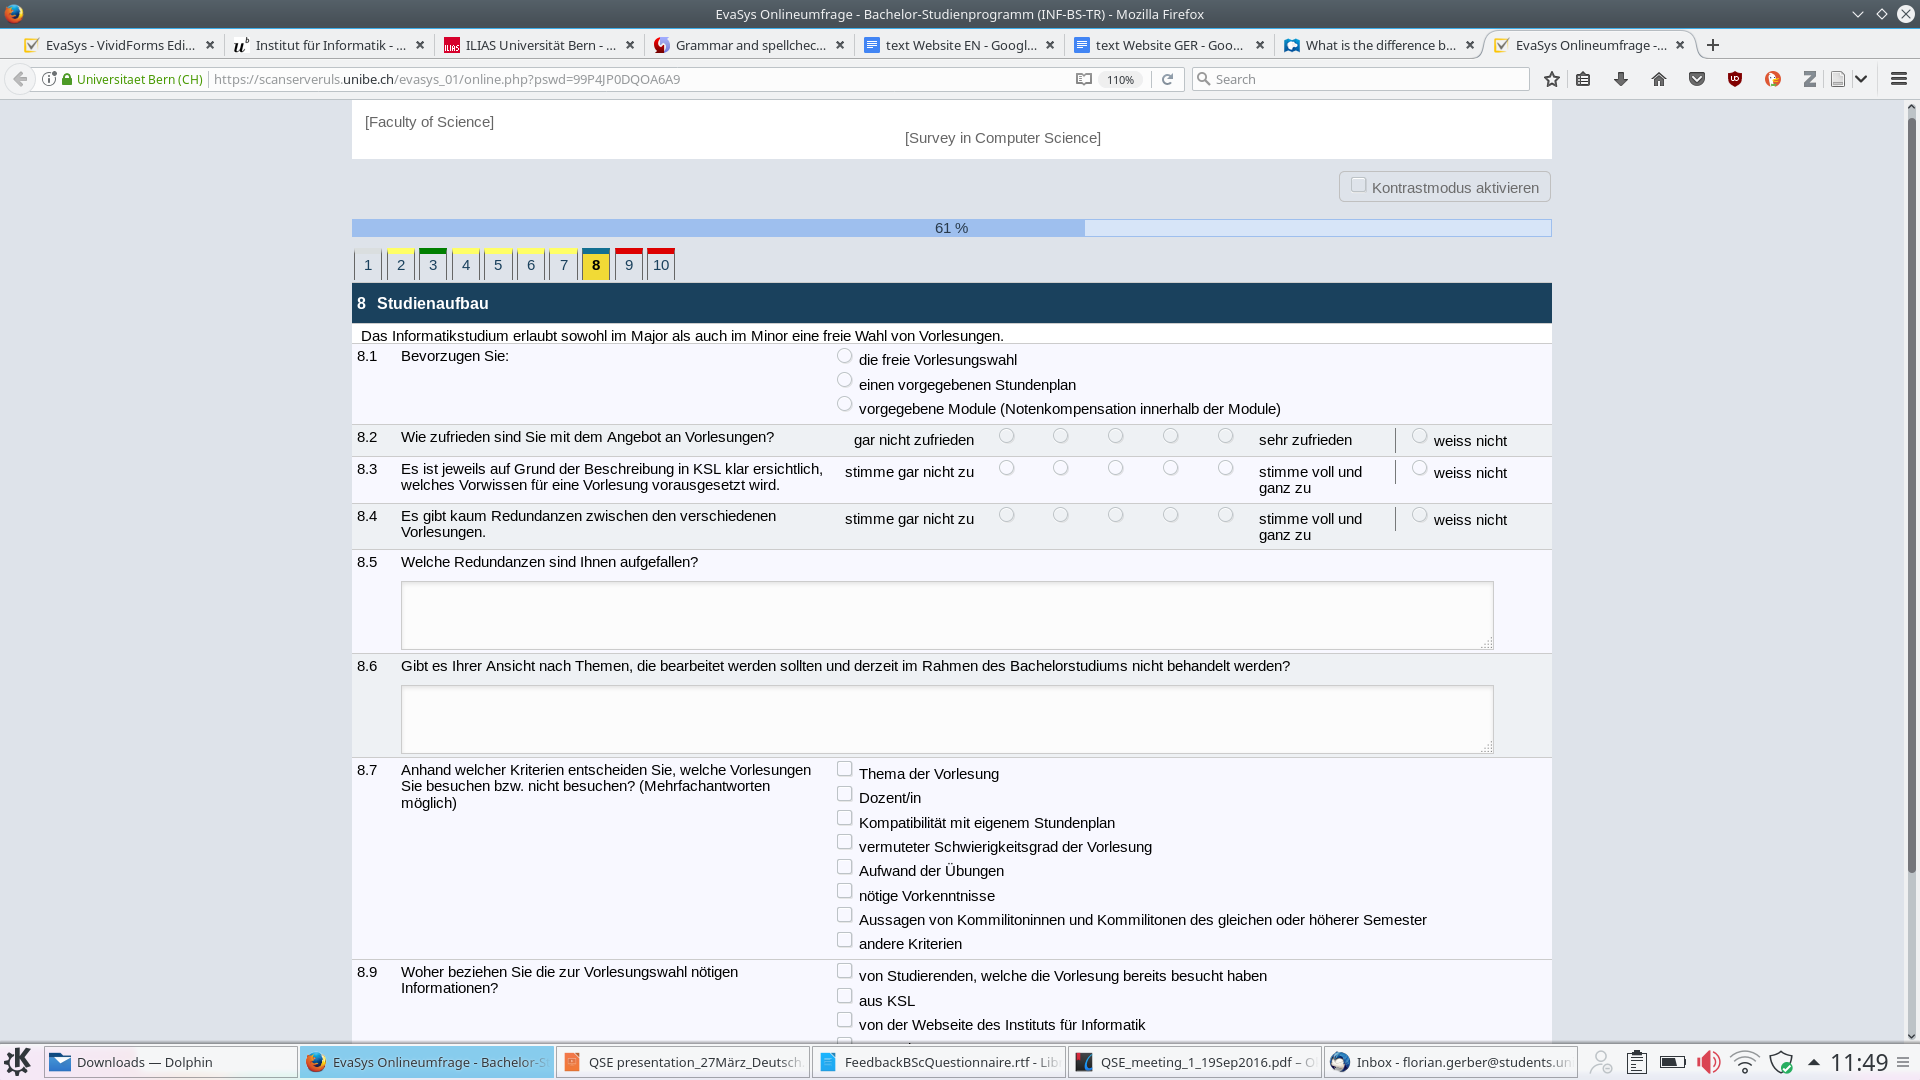 EvaSys Onlineumfrage - Bachelor-Studienprogramm (INF-BS-TR) - Mozilla Firefox
EvaSys - VividForms Edi...
Institut für Informatik - ...
ILIAS Universität Bern - ...
Grammar and spellchec...
text Website EN - Googl...
text Website GER - Goo...
What is the difference b...
EvaSys Onlineumfrage -...
Universitaet Bern (CH)
https://scanserveruls.unibe.ch/evasys_01/online.php?pswd=99P4JP0DQOA6A9
110%
Search
[Faculty of Science]
[Survey in Computer Science]
Kontrastmodus aktivieren
61 %
1 2 3 4 5 6 7 8 9 10
8 Studienaufbau
Das Informatikstudium erlaubt sowohl im Major als auch im Minor eine freie Wahl von Vorlesungen.
8.1 Bevorzugen Sie:
die freie Vorlesungswahl
einen vorgegebenen Stundenplan
vorgegebene Module (Notenkompensation innerhalb der Module)
8.2 Wie zufrieden sind Sie mit dem Angebot an Vorlesungen? gar nicht zufrieden sehr zufrieden weiss nicht
8.3 Es ist jeweils auf Grund der Beschreibung in KSL klar ersichtlich,
welches Vorwissen für eine Vorlesung vorausgesetzt wird.
stimme gar nicht zu
stimme voll und
ganz zu
weiss nicht
8.4 Es gibt kaum Redundanzen zwischen den verschiedenen
Vorlesungen.
stimme gar nicht zu
stimme voll und
ganz zu
weiss nicht
8.5 Welche Redundanzen sind Ihnen aufgefallen?
8.6 Gibt es Ihrer Ansicht nach Themen, die bearbeitet werden sollten und derzeit im Rahmen des Bachelorstudiums nicht behandelt werden?
8.7 Anhand welcher Kriterien entscheiden Sie, welche Vorlesungen
Sie besuchen bzw. nicht besuchen? (Mehrfachantworten
möglich)
Thema der Vorlesung
Dozent/in
Kompatibilität mit eigenem Stundenplan
vermuteter Schwierigkeitsgrad der Vorlesung
Aufwand der Übungen
nötige Vorkenntnisse
Aussagen von Kommilitoninnen und Kommilitonen des gleichen oder höherer Semester
andere Kriterien
8.9 Woher beziehen Sie die zur Vorlesungswahl nötigen
Informationen?
von Studierenden, welche die Vorlesung bereits besucht haben
aus KSL
von der Webseite des Instituts für Informatik
Downloads — Dolphin
EvaSys Onlineumfrage - Bachelor-S
QSE presentation_27März_Deutsch
FeedbackBScQuestionnaire.rtf - Lib
QSE_meeting_1_19Sep2016.pdf – O
Inbox - florian.gerber@students.un
11:49